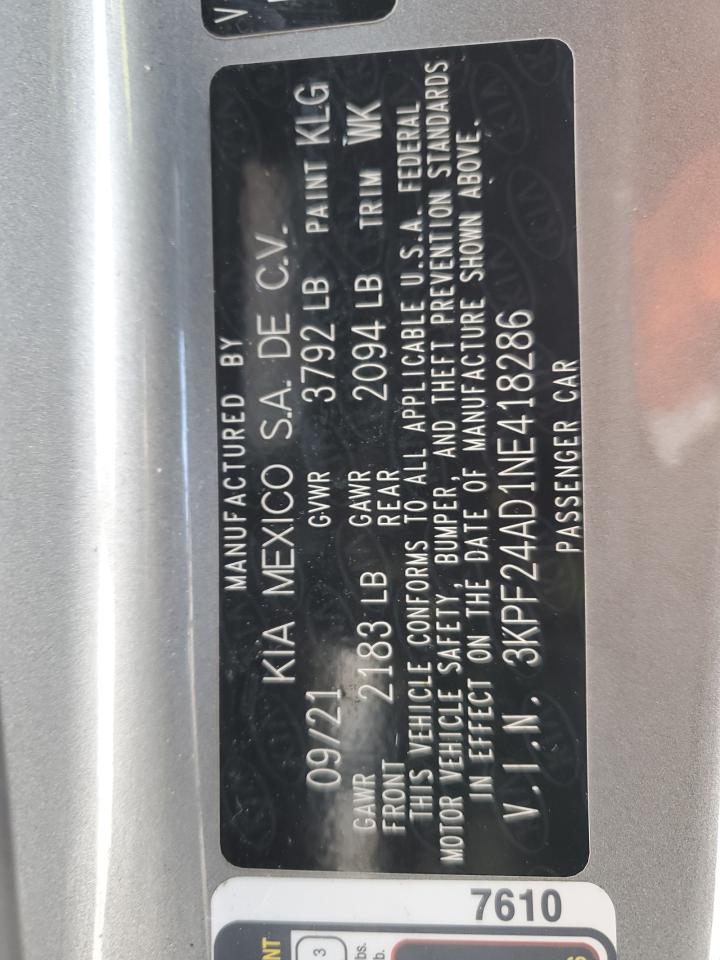 MANUFACTURED BY
KIA MEXICO S.A. DE C.V.
09/21 GVWR 3792 LB PAINT KLG
GAWR FRONT 2183 LB GAWR REAR 2094 LB TRIM WK
THIS VEHICLE CONFORMS TO ALL APPLICABLE U.S.A. FEDERAL
MOTOR VEHICLE SAFETY, BUMPER, AND THEFT PREVENTION STANDARDS
IN EFFECT ON THE DATE OF MANUFACTURE SHOWN ABOVE.
V.I.N. 3KPF24AD1NE418286
PASSENGER CAR
7610
3